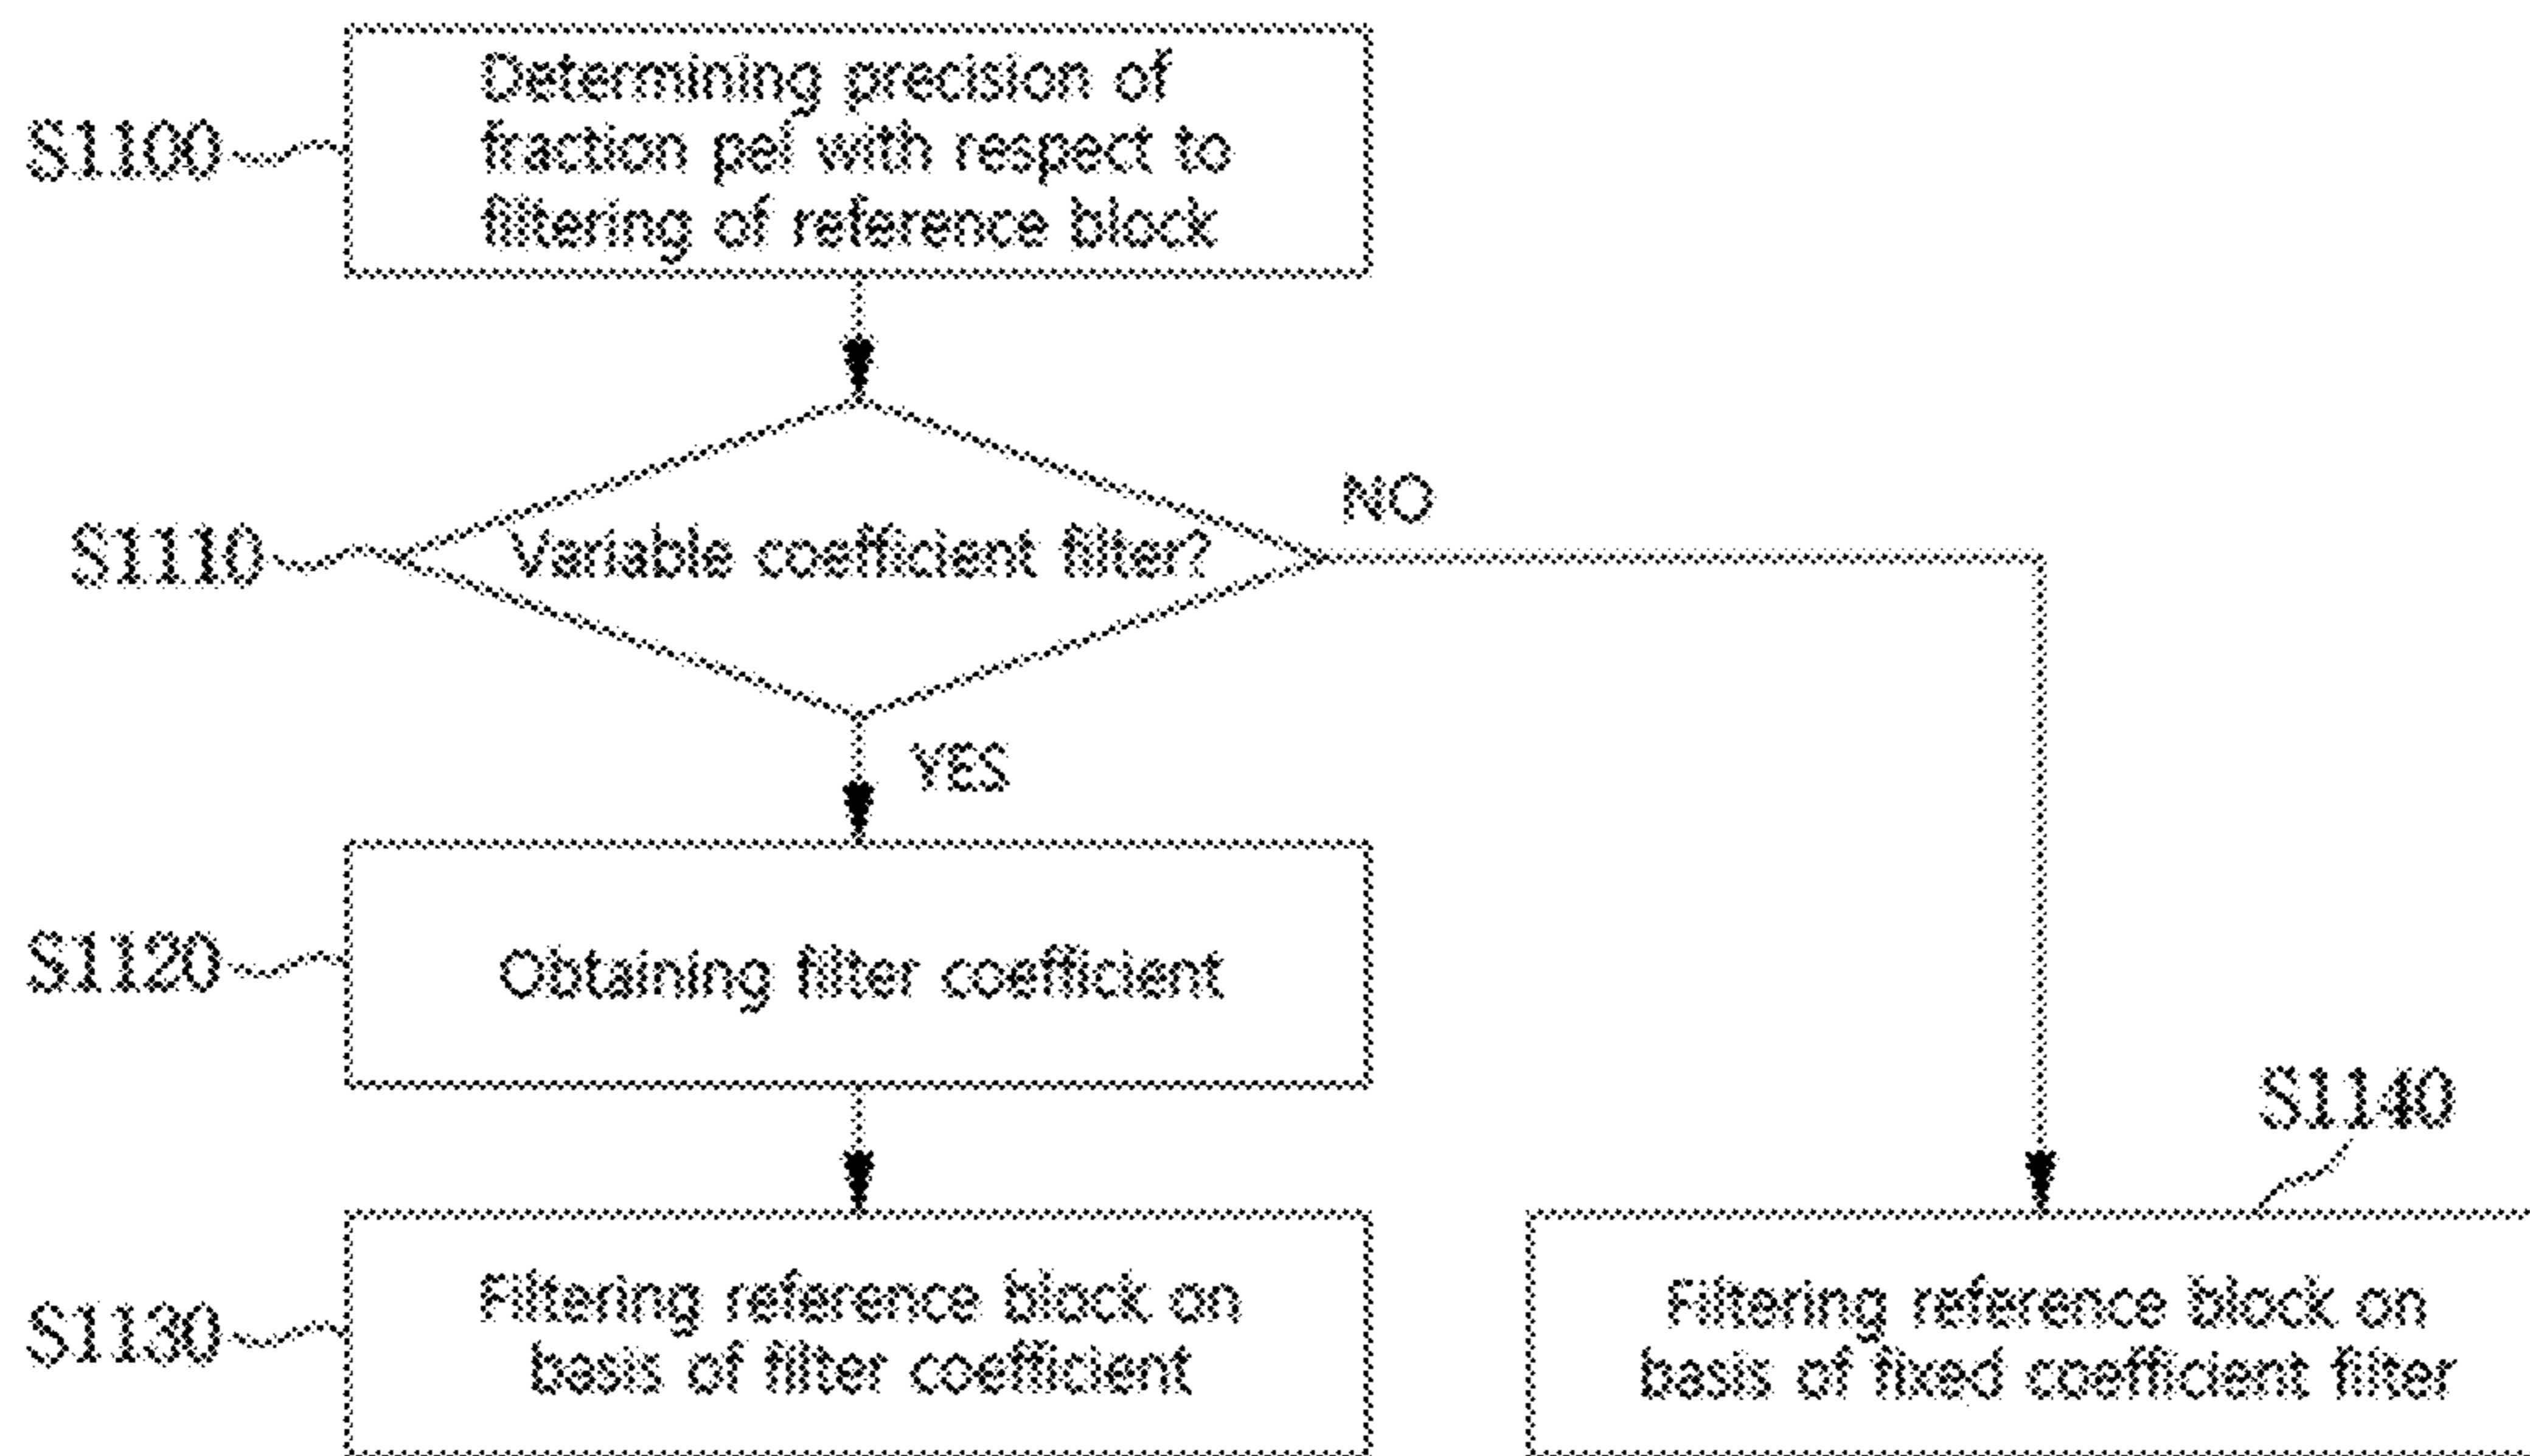 S1100
Determining precision of
fraction pel with respect to
filtering of reference block
S1110
Variable coefficient filter?
NO
YES
S1120
Obtaining filter coefficient
S1130
Filtering reference block on
basis of filter coefficient
S1140
Filtering reference block on
basis of fixed coefficient filter